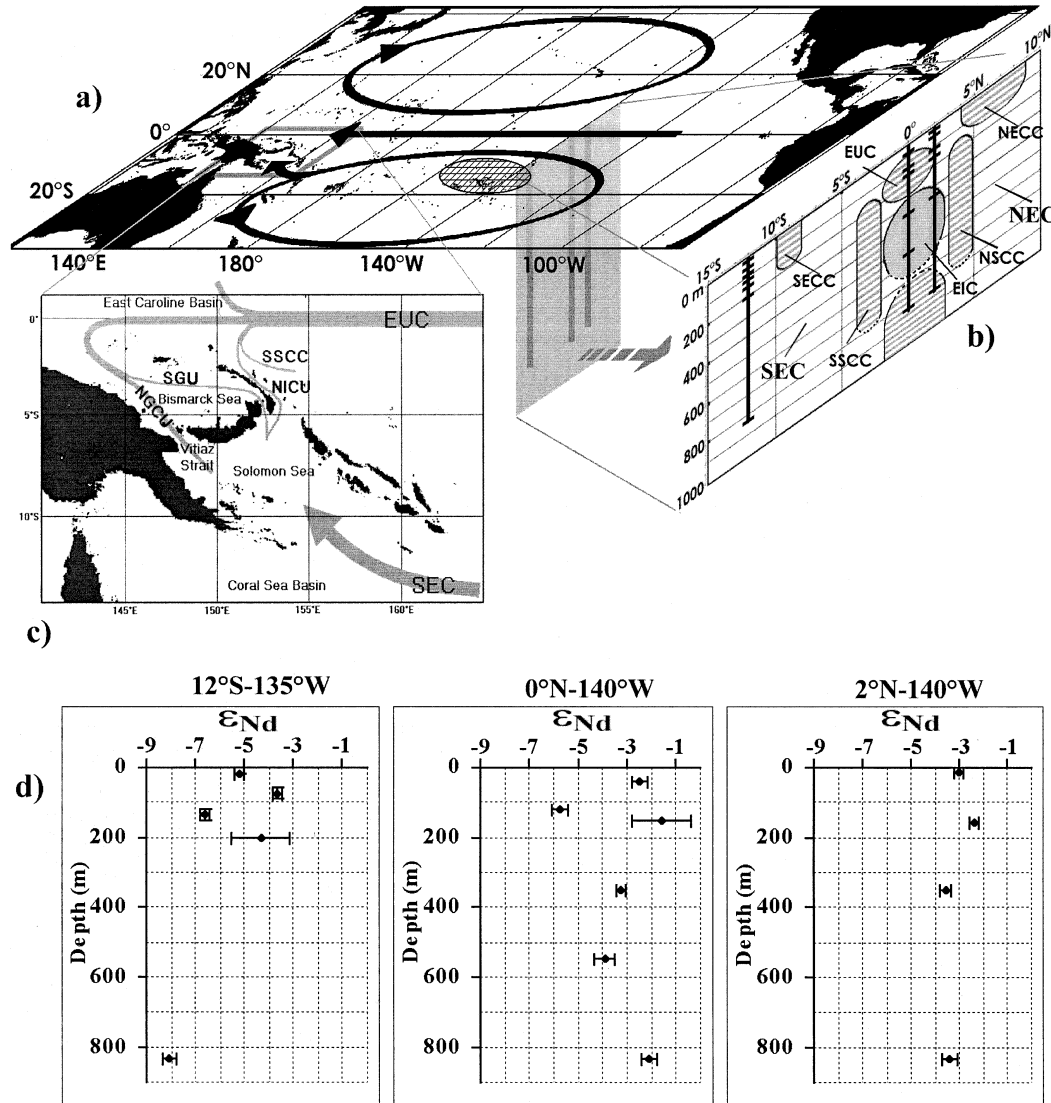 a)
20°N
0°
20°S
140°E
180°
140°W
100°W
10°N
5°N
0°
5°S
10°S
15°S
NECC
EUC
NEC
NSCC
EIC
SECC
SSCC
SEC
0 m
200
400
600
800
1000
b)
East Caroline Basin
EUC
SSCC
SGU
NICU
Bismarck Sea
NGCU
Vitiaz
Strait
Solomon Sea
SEC
Coral Sea Basin
0°
5°S
10°S
145°E
150°E
155°E
160°E
c)
d)
12°S-135°W
εNd
-9 -7 -5 -3 -1
0
200
400
600
800
Depth (m)
0°N-140°W
εNd
-9 -7 -5 -3 -1
0
200
400
600
800
Depth (m)
2°N-140°W
εNd
-9 -7 -5 -3 -1
0
200
400
600
800
Depth (m)